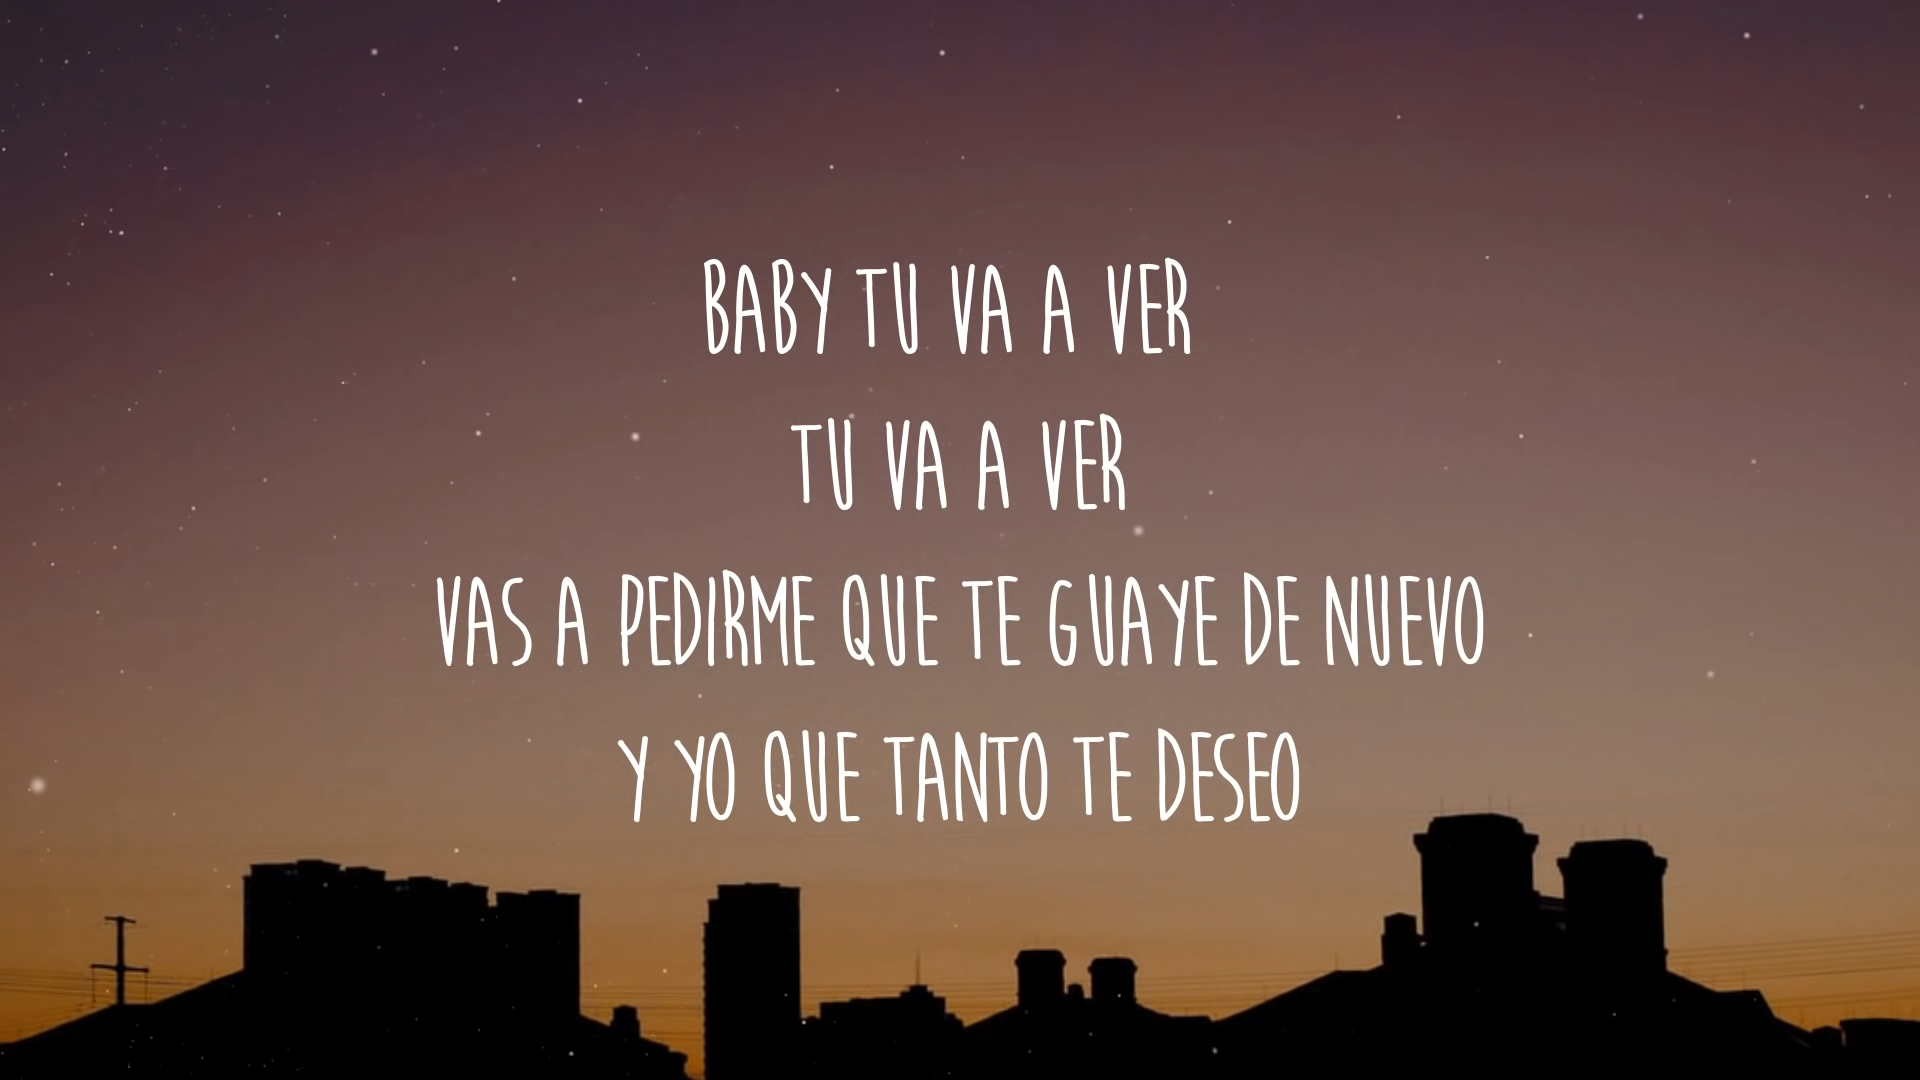 BABY TU VA A VER
TU VA A VER
VAS A PEDIRME QUE TE GUAYE DE NUEVO
Y YO QUE TANTO TE DESEO